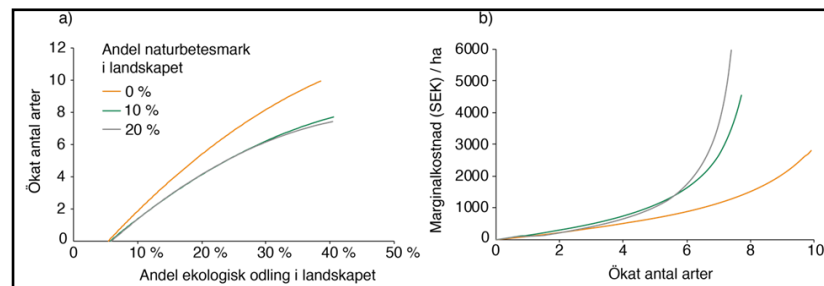 a)
Andel naturbetesmark
i landskapet
0 %
10 %
20 %
Ökat antal arter
12
10
8
6
4
2
0
0 10 % 20 % 30 % 40 % 50 %
Andel ekologisk odling i landskapet
b)
Marginalkostnad (SEK) / ha
6000
5000
4000
3000
2000
1000
0
0 2 4 6 8 10
Ökat antal arter